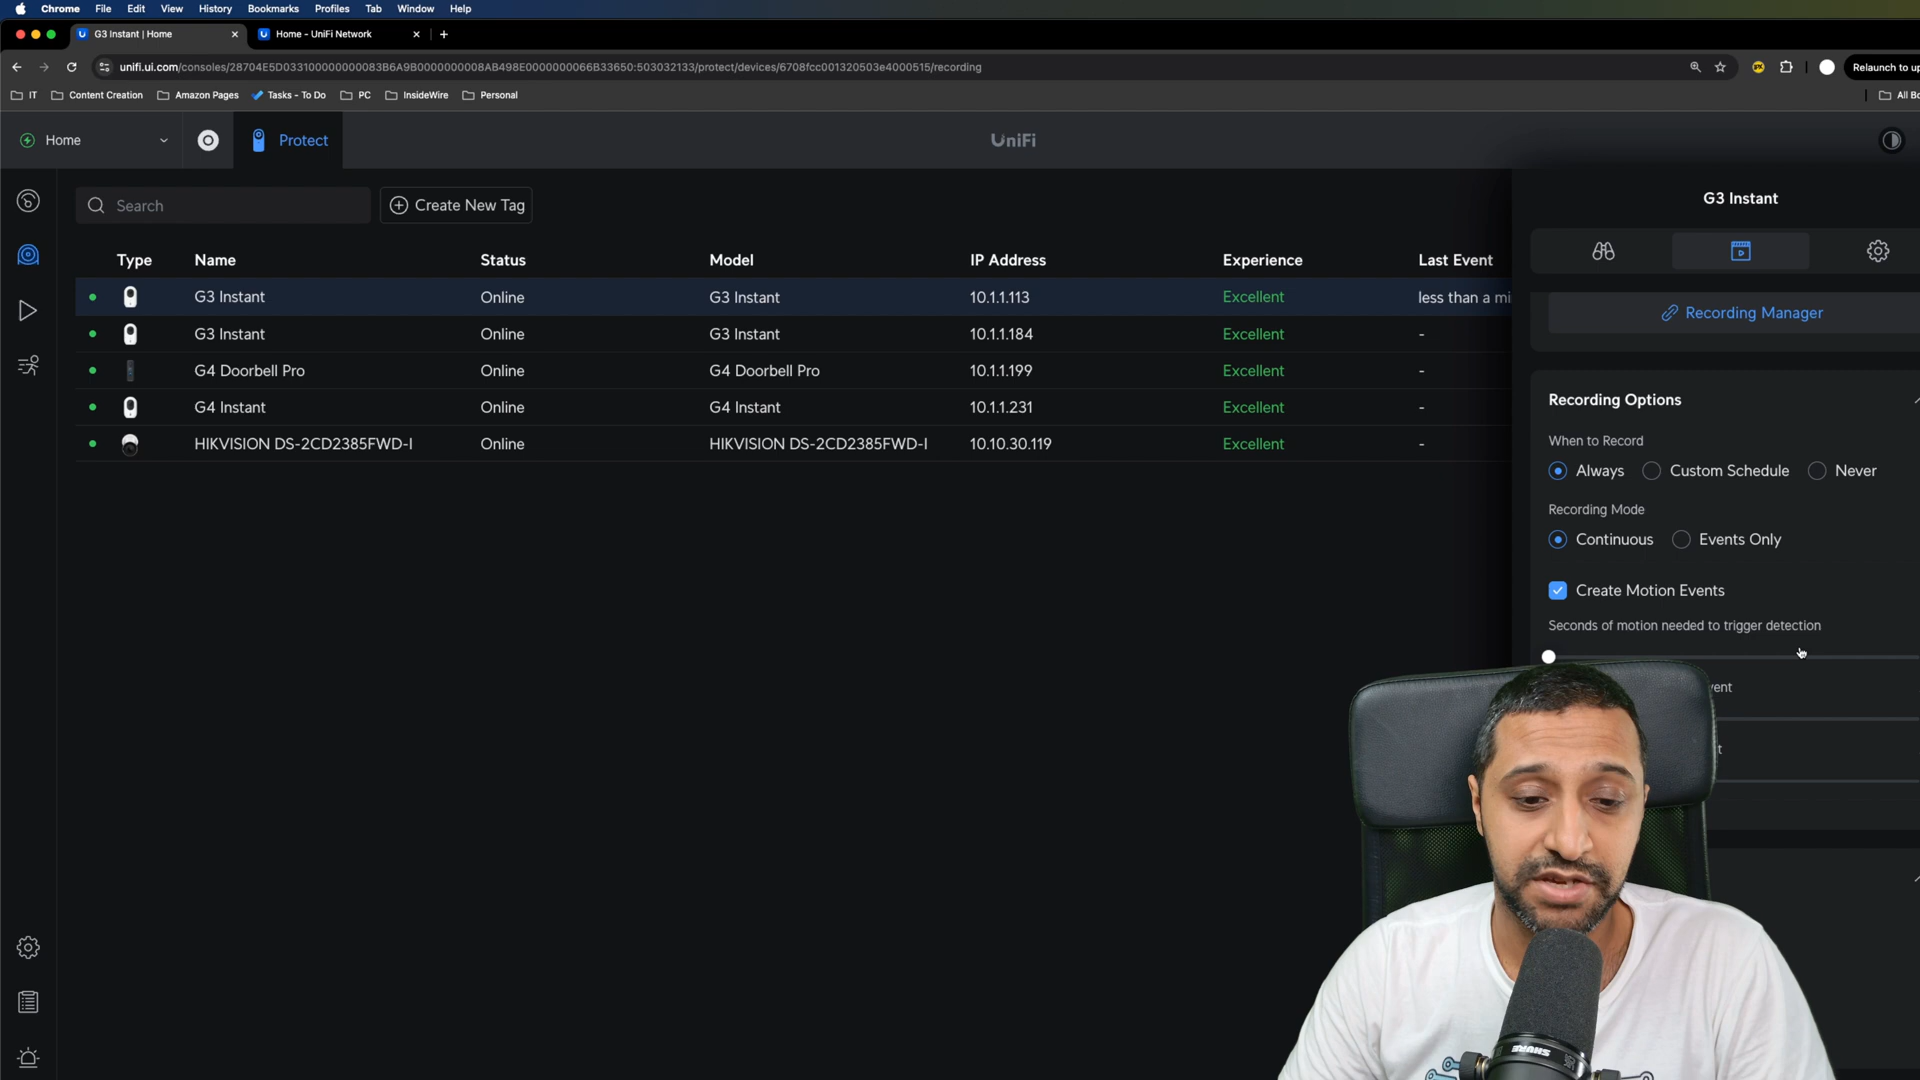 Chrome File Edit View History Bookmarks Profiles Tab Window Help
G3 Instant | Home
Home - UniFi Network
unifi.ui.com/consoles/28704E5D033100000000083B6A9B0000000008AB498E0000000066B33650:503032133/protect/devices/6708fcc001320503e4000515/recording
Relaunch to
IT Content Creation Amazon Pages Tasks - To Do PC InsideWire Personal
All
Home Protect UniFi
Search Create New Tag
Type Name Status Model IP Address Experience Last Event
G3 Instant Online G3 Instant 10.1.1.113 Excellent less than a
G3 Instant Online G3 Instant 10.1.1.184 Excellent -
G4 Doorbell Pro Online G4 Doorbell Pro 10.1.1.199 Excellent -
G4 Instant Online G4 Instant 10.1.1.231 Excellent -
HIKVISION DS-2CD2385FWD-I Online HIKVISION DS-2CD2385FWD-I 10.10.30.119 Excellent -
G3 Instant
Recording Manager
Recording Options
When to Record
Always Custom Schedule Never
Recording Mode
Continuous Events Only
Create Motion Events
Seconds of motion needed to trigger detection
SHURE